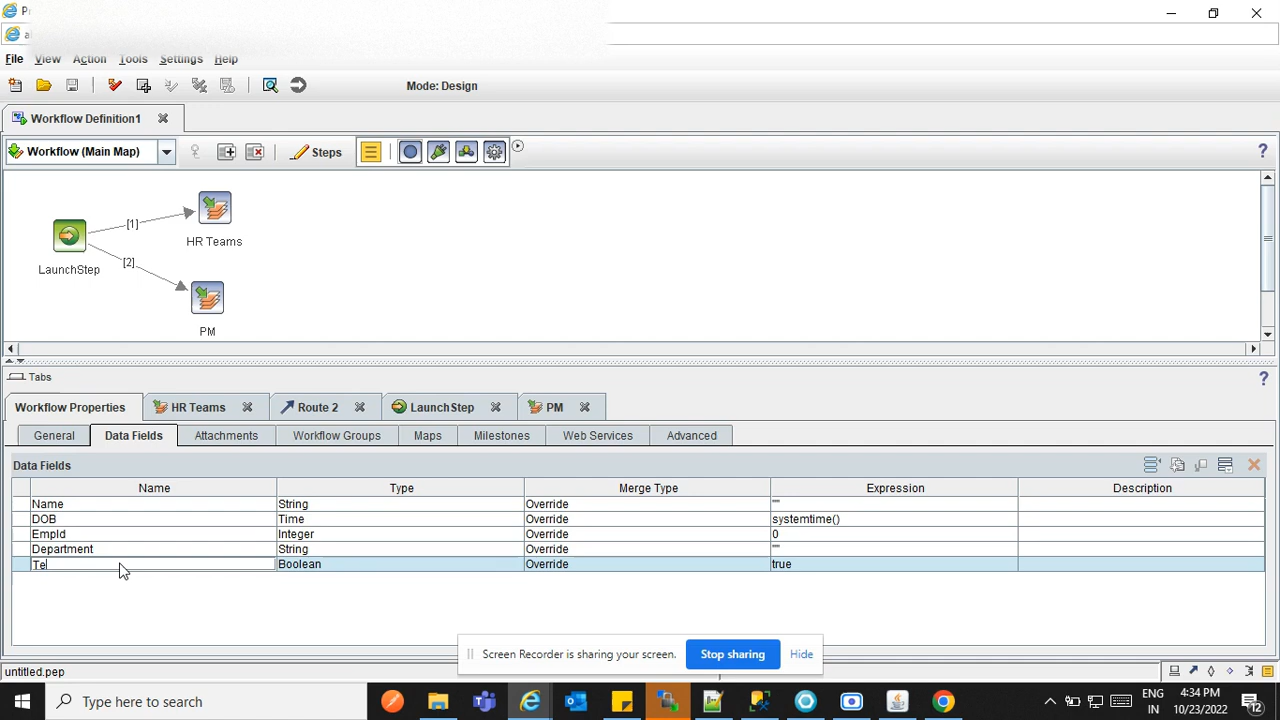 P
a
File View Action Tools Settings Help
Mode: Design
Workflow Definition1
Workflow (Main Map) Steps ?
[1]
HR Teams
LaunchStep
[2]
PM
Tabs ?
Workflow Properties HR Teams Route 2 LaunchStep PM
General Data Fields Attachments Workflow Groups Maps Milestones Web Services Advanced
Data Fields
Name Type Merge Type Expression Description
Name String Override ""
DOB Time Override systemtime()
EmpId Integer Override 0
Department String Override ""
Te Boolean Override true
Screen Recorder is sharing your screen. Stop sharing Hide
untitled.pep
Type here to search
ENG 4:34 PM
IN 10/23/2022 12